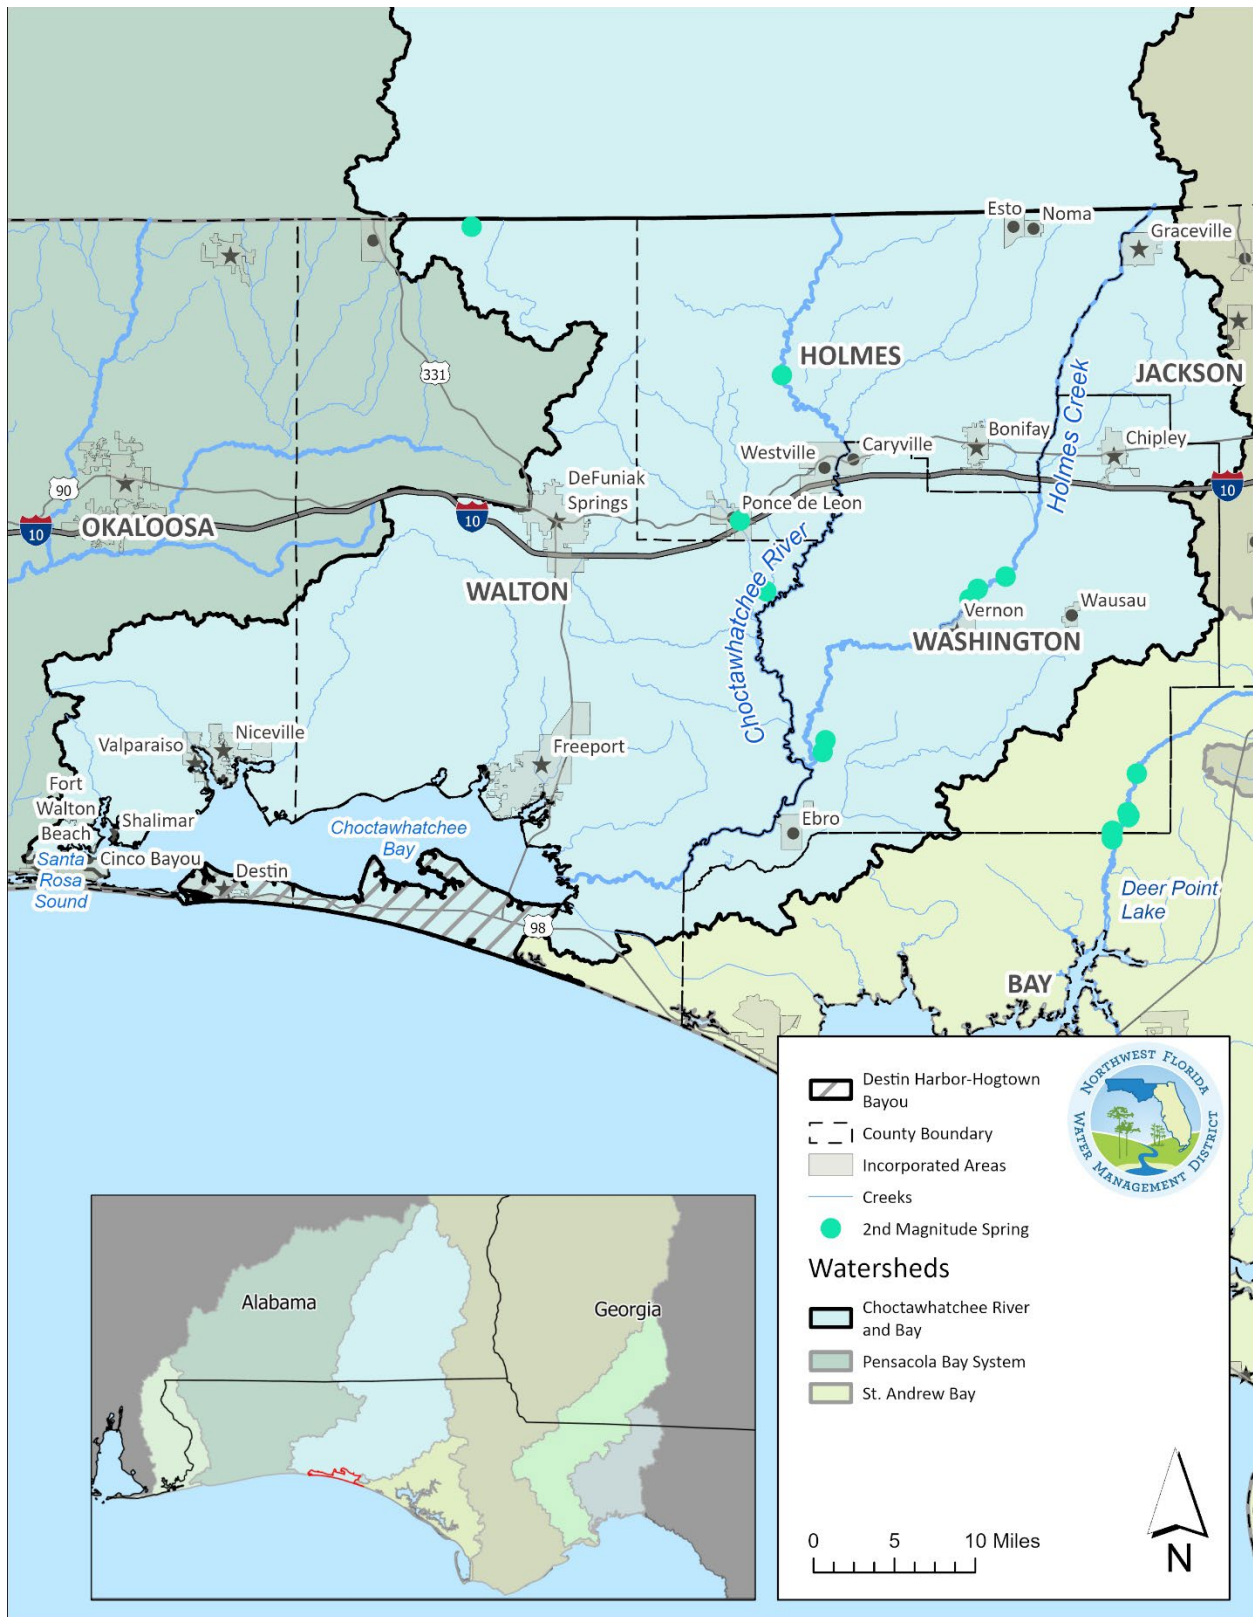 Esto
Noma
Graceville
HOLMES
JACKSON
331
Holmes Creek
Bonifay
Chipley
Westville
Caryville
90
DeFuniak
Springs
Ponce de Leon
10
10
10
OKALOOSA
WALTON
Choctawhatchee River
Vernon
Wausau
WASHINGTON
Niceville
Valparaiso
Freeport
Fort
Walton
Beach
Shalimar
Ebro
Choctawhatchee
Bay
Cinco Bayou
Santa
Rosa
Sound
Destin
98
Deer Point
Lake
BAY
NORTHWEST FLORIDA
WATER MANAGEMENT DISTRICT
Destin Harbor-Hogtown
Bayou
County Boundary
Incorporated Areas
Creeks
2nd Magnitude Spring
Watersheds
Choctawhatchee River
and Bay
Pensacola Bay System
St. Andrew Bay
0 5 10 Miles
N
Alabama
Georgia